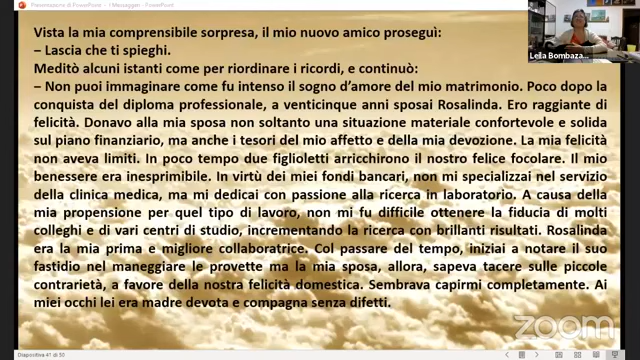 Presentazione di PowerPoint - I Messaggeri - PowerPoint
Vista la mia comprensibile sorpresa, il mio nuovo amico proseguì:
– Lascia che ti spieghi.
Meditò alcuni istanti come per riordinare i ricordi, e continuò:
– Non puoi immaginare come fu intenso il sogno d'amore del mio matrimonio. Poco dopo la
conquista del diploma professionale, a venticinque anni sposai Rosalinda. Ero raggiante di
felicità. Donavo alla mia sposa non soltanto una situazione materiale confortevole e solida
sul piano finanziario, ma anche i tesori del mio affetto e della mia devozione. La mia felicità
non aveva limiti. In poco tempo due figlioletti arricchirono il nostro felice focolare. Il mio
benessere era inesprimibile. In virtù dei miei fondi bancari, non mi specializzai nel servizio
della clinica medica, ma mi dedicai con passione alla ricerca in laboratorio. A causa della
mia propensione per quel tipo di lavoro, non mi fu difficile ottenere la fiducia di molti
colleghi e di vari centri di studio, incrementando la ricerca con brillanti risultati. Rosalinda
era la mia prima e migliore collaboratrice. Col passare del tempo, iniziai a notare il suo
fastidio nel maneggiare le provette ma la mia sposa, allora, sapeva tacere sulle piccole
contrarietà, a favore della nostra felicità domestica. Sembrava capirmi completamente. Ai
miei occhi lei era madre devota e compagna senza difetti.
Leila Bombaza...
zoom
Diapositiva 41 di 50